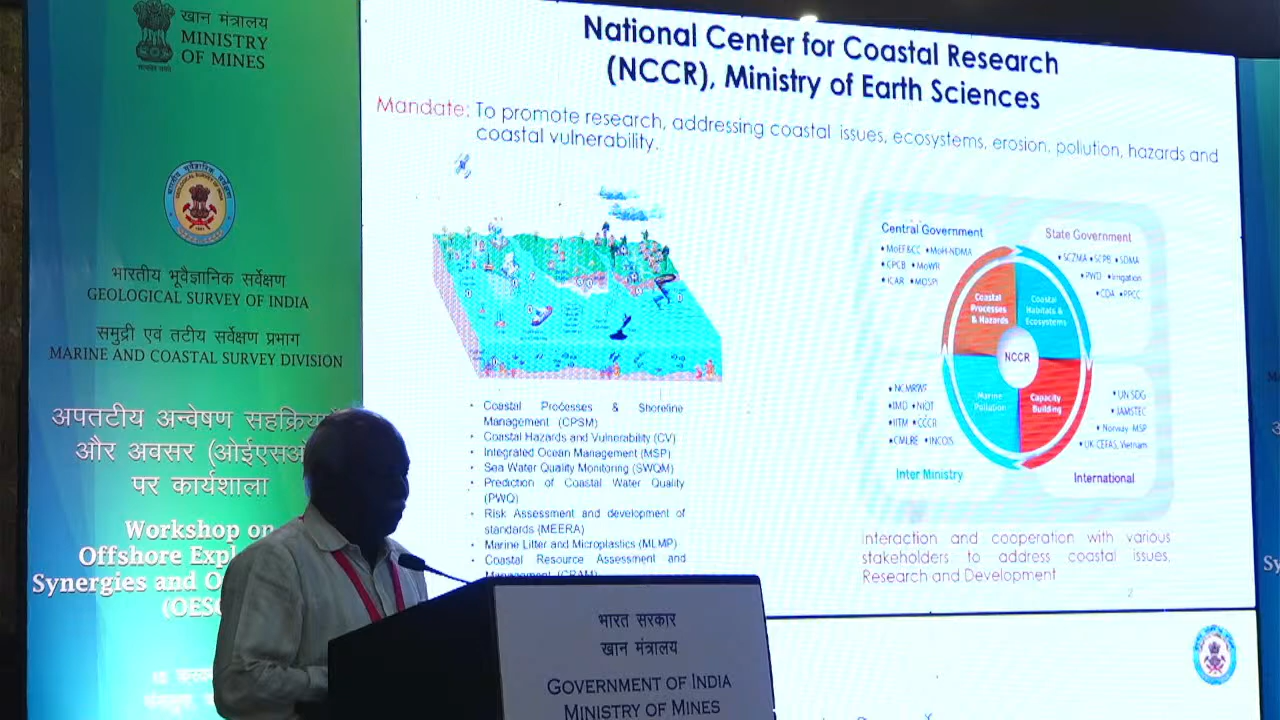 खान मंत्रालय
MINISTRY
OF MINES
भारतीय भूवैज्ञानिक सर्वेक्षण
GEOLOGICAL SURVEY OF INDIA
समुद्री एवं तटीय सर्वेक्षण प्रभाग
MARINE AND COASTAL SURVEY DIVISION
अपतटीय अन्वेषण
और अवसर
पर कार्यशाला
Workshop on
Offshore
Synergies and
National Center for Coastal Research
(NCCR), Ministry of Earth Sciences
Mandate: To promote research, addressing coastal issues, ecosystems, erosion, pollution, hazards and
coastal vulnerability.
• Coastal Processes & Shoreline
Management (CPSM)
• Coastal Hazards and Vulnerability (CV)
• Integrated Ocean Management (MSP)
• Sea Water Quality Monitoring (SWQM)
• Prediction of Coastal Water Quality
(PWQ)
• Risk Assessment and development of
standards (MEERA)
• Marine Litter and Microplastics (MLMP)
• Coastal Resource Assessment and
Management (CRAM)
Central Government
• MoEF&CC • MoH-NDMA
• CPCB • MoWR
• ICAR • MOSPI
State Government
• SCZMA • SCPB • SDMA
• PWD • Irrigation
• CDA • PPCC
Coastal
Processes
& Hazards
Coastal
Habitats &
Ecosystems
NCCR
Marine
Pollution
Capacity
Building
• NCMRWF
• IMD • NIOT
• IITM • CCCR
• CMLRE • INCOIS
Inter Ministry
• UN SDG
• JAMSTEC
• Norway MSP
• UK-CEFAS, Vietnam
International
Interaction and cooperation with various
stakeholders to address coastal issues,
Research and Development
2
भारत सरकार
खान मंत्रालय
GOVERNMENT OF INDIA
MINISTRY OF MINES